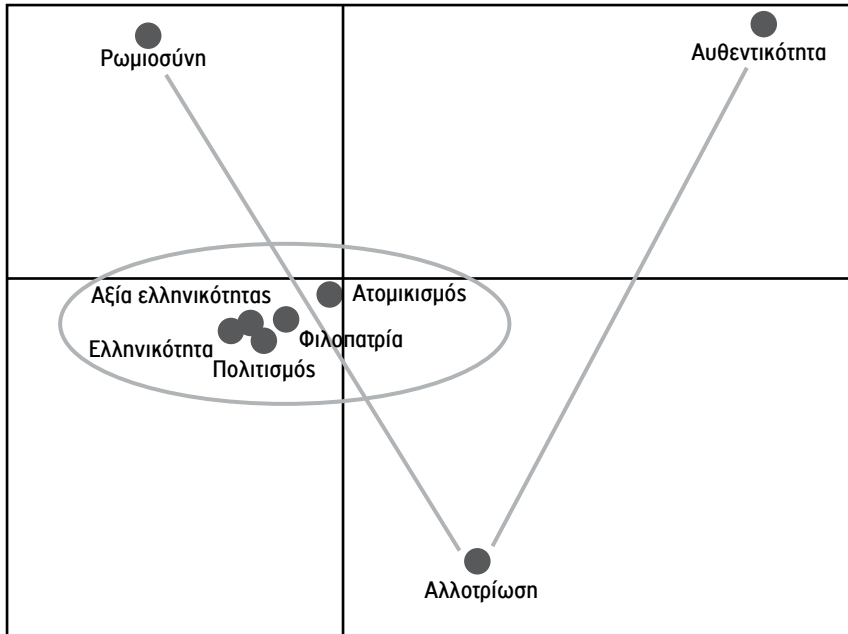 Ρωμιοσύνη
Αυθεντικότητα
Αξία ελληνικότητας
Ατομικισμός
Ελληνικότητα
Φιλοπατρία
Πολιτισμός
Αλλοτρίωση